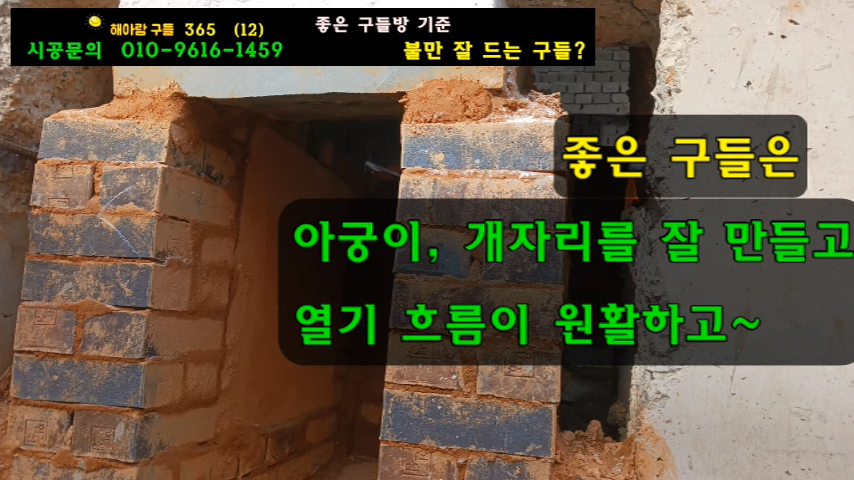 해아람 구들 365 (12)
좋은 구들방 기준
시공문의 010-9616-1459
불만 잘 드는 구들?
좋은 구들은
아궁이, 개자리를 잘 만들고
열기 흐름이 원활하고~